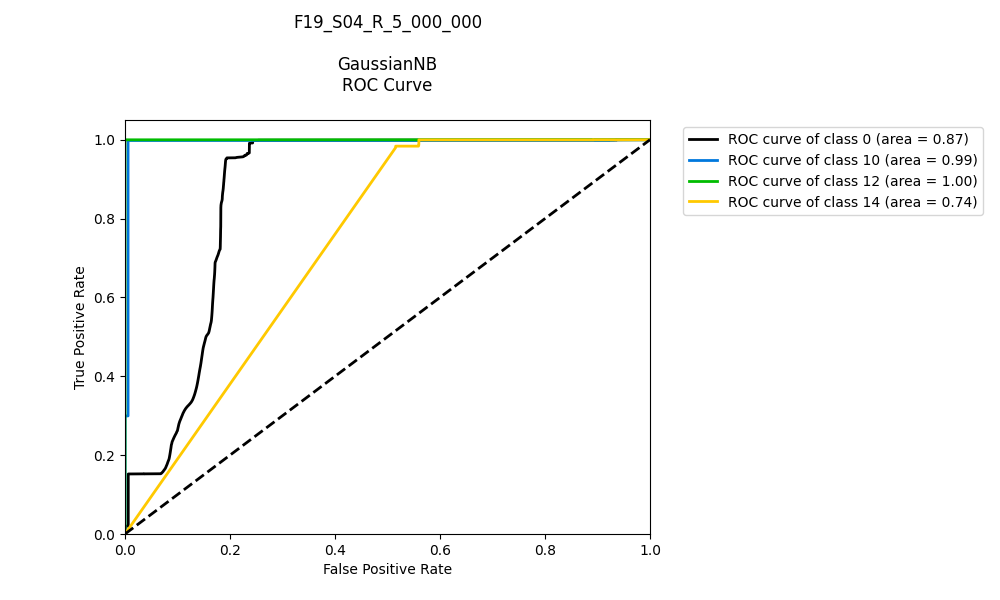 F19_S04_R_5_000_000
GaussianNB
ROC Curve
ROC curve of class 0 (area = 0.87)
ROC curve of class 10 (area = 0.99)
ROC curve of class 12 (area = 1.00)
ROC curve of class 14 (area = 0.74)
True Positive Rate
1.0
0.8
0.6
0.4
0.2
0.0
0.0 0.2 0.4 0.6 0.8 1.0
False Positive Rate